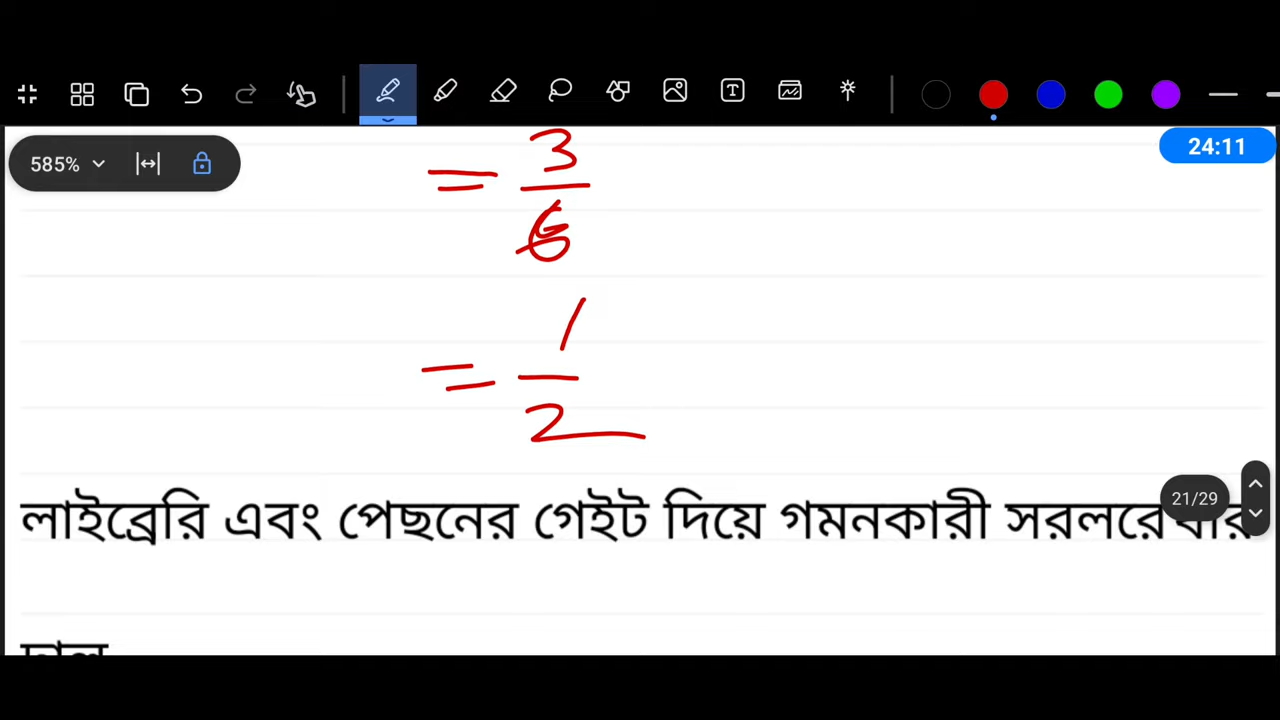 585%
24:11
= 3/6
= 1/2
21/29
লাইব্রেরি এবং পেছনের গেইট দিয়ে গমনকারী সরলরেখার
ঢাল